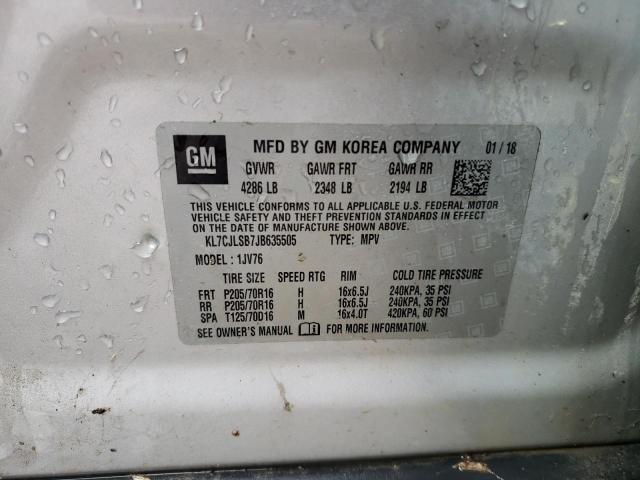 GM
MFD BY GM KOREA COMPANY 01 / 18
GVWR GAWR FRT GAWR RR
4286 LB 2348 LB 2194 LB
THIS VEHICLE CONFORMS TO ALL APPLICABLE U.S. FEDERAL MOTOR
VEHICLE SAFETY AND THEFT PREVENTION STANDARDS IN EFFECT
ON THE DATE OF MANUFACTURE SHOWN ABOVE.
KL7CJLSB7JB635505 TYPE: MPV
MODEL : 1JV76
TIRE SIZE SPEED RTG RIM COLD TIRE PRESSURE
FRT P205/70R16 H 16x6.5J 240KPA, 35 PSI
RR P205/70R16 H 16x6.5J 240KPA, 35 PSI
SPA T125/70D16 M 16x4.0T 420KPA, 60 PSI
SEE OWNER'S MANUAL FOR MORE INFORMATION.